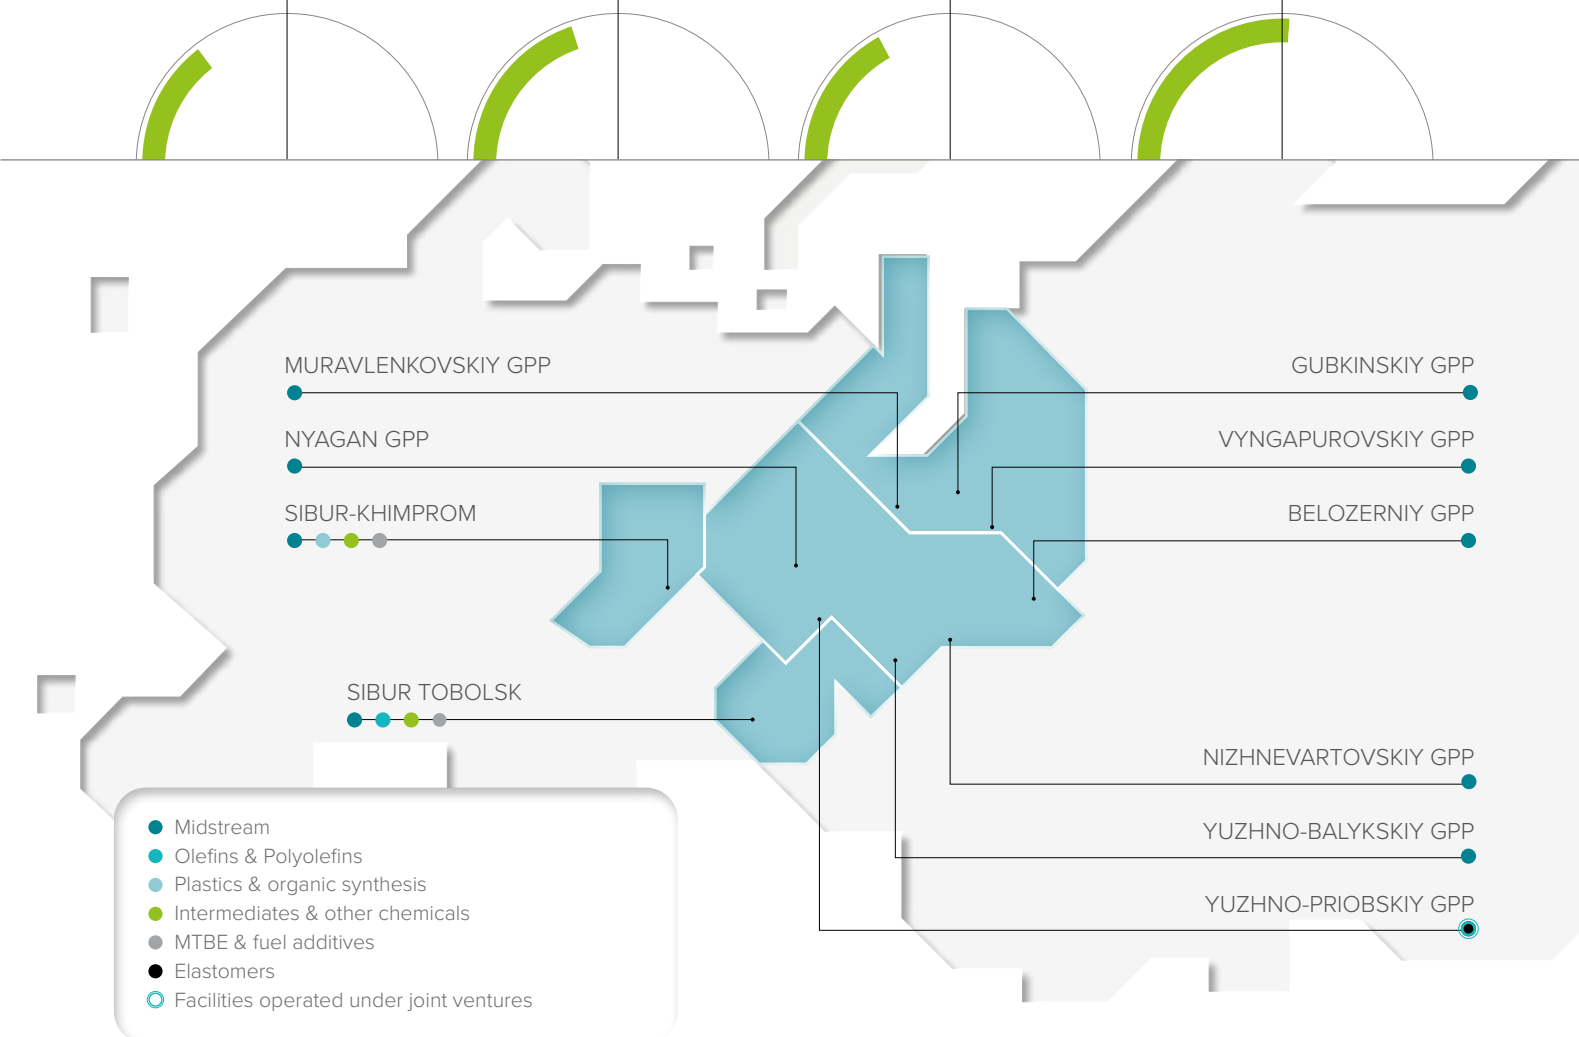 MURAVLENKOVSKIY GPP
NYAGAN GPP
SIBUR-KHIMPROM
SIBUR TOBOLSK
GUBKINSKIY GPP
VYNGAPUROVSKIY GPP
BELOZERNIY GPP
NIZHNEVARTOVSKIY GPP
YUZHNO-BALYKSKIY GPP
YUZHNO-PRIOBSKIY GPP
Midstream
Olefins & Polyolefins
Plastics & organic synthesis
Intermediates & other chemicals
MTBE & fuel additives
Elastomers
Facilities operated under joint ventures